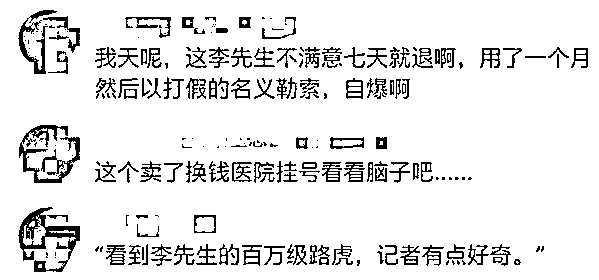 我天呢，这李先生不满意七天就退啊，用了一个月
然后以打假的名义勒索，自爆啊
这个卖了换钱医院挂号看看脑子吧......
“看到李先生的百万级路虎，记者有点好奇。”